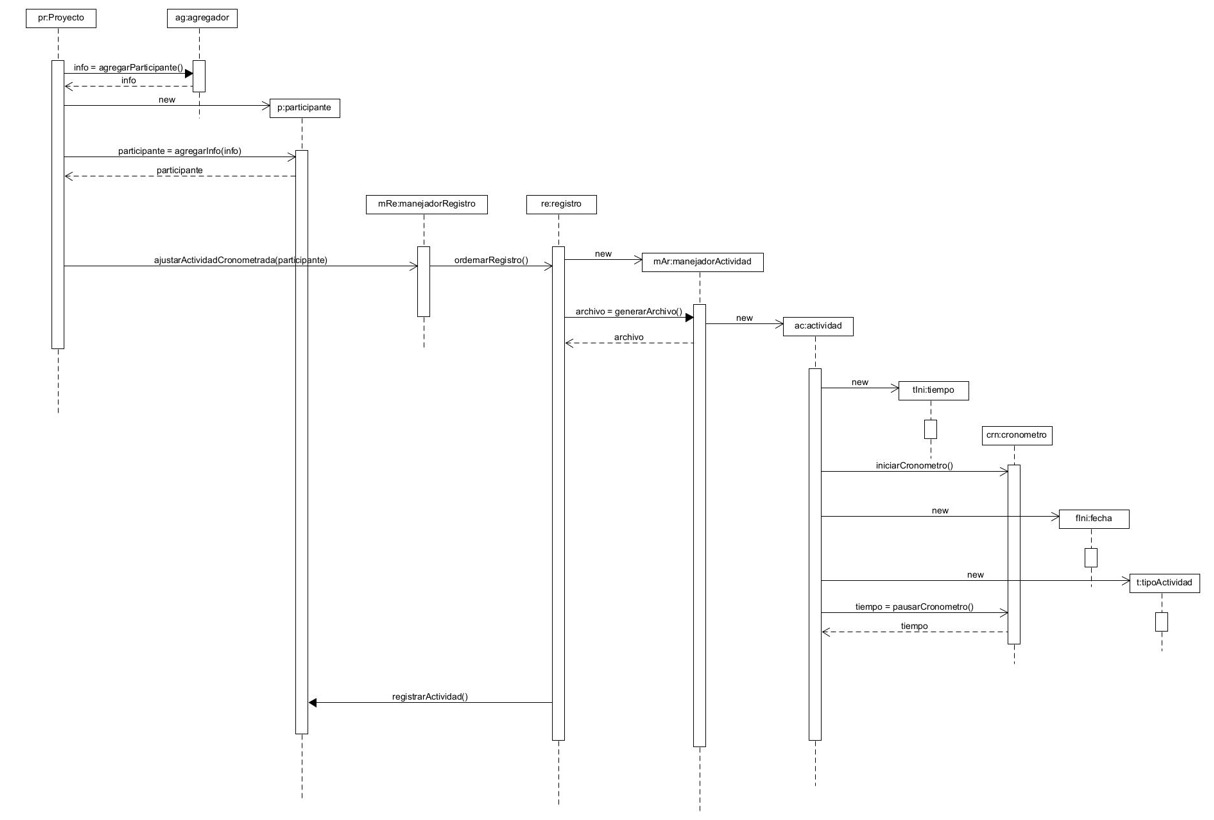 pr:Proyecto
ag:agregador
info = agregarParticipante()
info
new
p:participante
participante = agregarInfo(info)
participante
mRe:manejadorRegistro
re:registro
ajustarActividadCronometrada(participante)
ordernarRegistro()
new
mAr:manejadorActividad
archivo = generarArchivo()
new
ac:actividad
archivo
new
tIni:tiempo
crn:cronometro
iniciarCronometro()
new
fIni:fecha
new
t:tipoActividad
tiempo = pausarCronometro()
tiempo
registrarActividad()